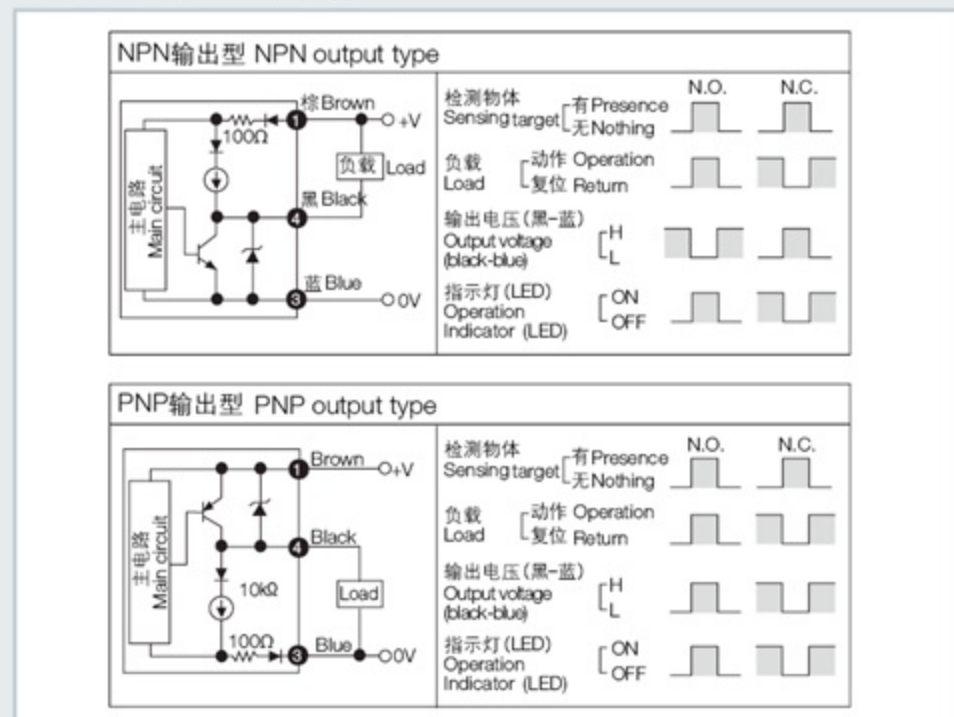 NPN输出型 NPN output type
棕Brown
1
+V
100Ω
负载 Load
主电路
Main circuit
黑Black
4
蓝Blue
3
0V
N.O.
N.C.
检测物体
Sensing target
有Presence
无Nothing
负载
Load
动作 Operation
复位 Return
输出电压(黑-蓝)
Output voltage
(black-blue)
H
L
指示灯(LED)
Operation
Indicator (LED)
ON
OFF
PNP输出型 PNP output type
1
Brown
+V
主电路
Main circuit
4
Black
10kΩ
Load
100Ω
3
Blue
0V
N.O.
N.C.
检测物体
Sensing target
有Presence
无Nothing
负载
Load
动作 Operation
复位 Return
输出电压(黑-蓝)
Output voltage
(black-blue)
H
L
指示灯(LED)
Operation
Indicator (LED)
ON
OFF